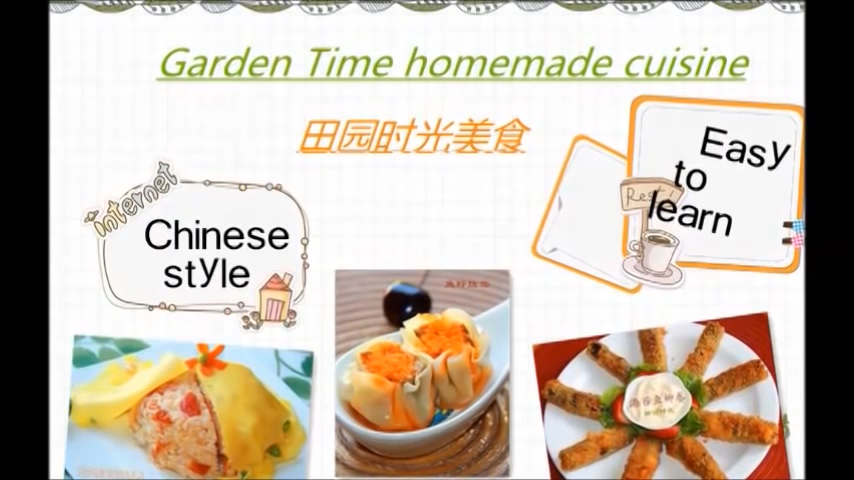 Garden Time homemade cuisine
田园时光美食
Internet
Chinese
style
Easy
to
learn
Rest